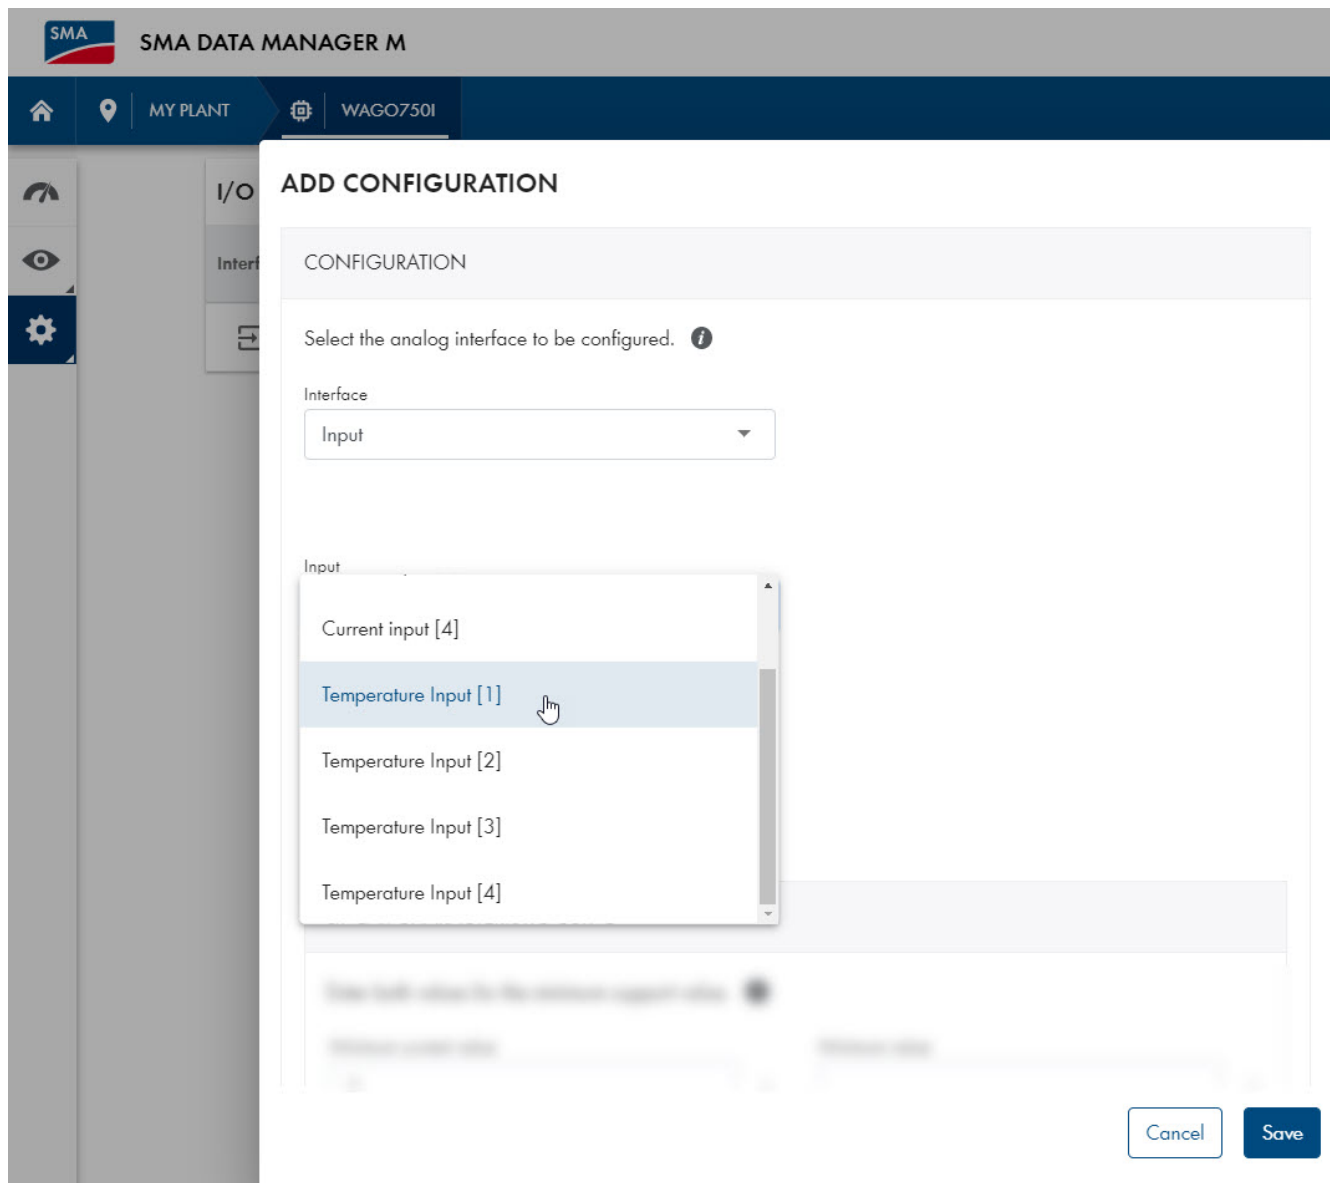 SMA
SMA DATA MANAGER M
MY PLANT
WAGO750I
I/O
ADD CONFIGURATION
Interf
CONFIGURATION
Select the analog interface to be configured.
Interface
Input
Input
Current input [4]
Temperature Input [1]
Temperature Input [2]
Temperature Input [3]
Temperature Input [4]
Cancel
Save